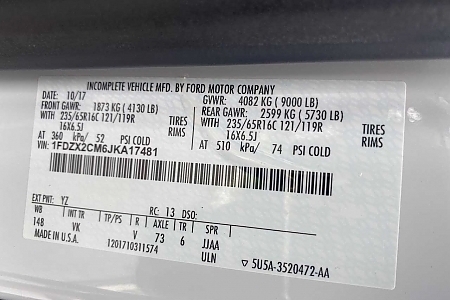 INCOMPLETE VEHICLE MFD. BY FORD MOTOR COMPANY
DATE: 10/17 GVWR: 4082 KG ( 9000 LB)
FRONT GAWR: 1873 KG ( 4130 LB) REAR GAWR: 2599 KG ( 5730 LB)
WITH 235/65R16C 121/119R TIRES WITH 235/65R16C 121/119R TIRES
16X6.5J RIMS 16X6.5J RIMS
AT 360 kPa/ 52 PSI COLD AT 510 kPa/ 74 PSI COLD
VIN: 1FDZX2CM6JKA17481
EXT PNT: YZ RC: 13 DSO:
WB INT TR TP/PS R AXLE TR SPR
148 VK V 73 6 JJAA
MADE IN U.S.A. 1201710311574 ULN
▽ 5U5A-3520472-AA